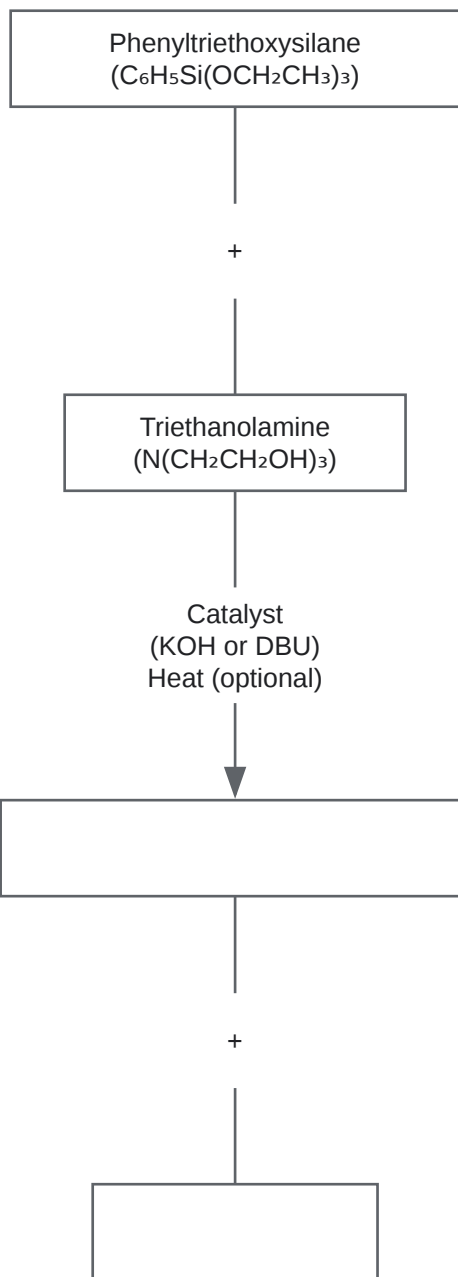 Phenyltriethoxysilane
(C₆H₅Si(OCH₂CH₃)₃)
+
Triethanolamine
(N(CH₂CH₂OH)₃)
Catalyst
(KOH or DBU)
Heat (optional)
+